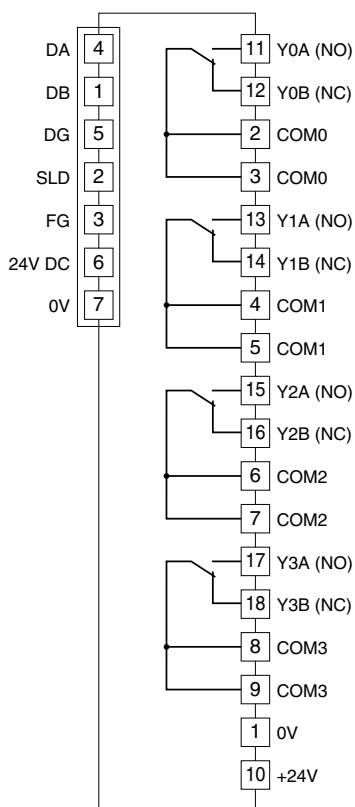 DA 4
DB 1
DG 5
SLD 2
FG 3
24V DC 6
0V 7
11 Y0A (NO)
12 Y0B (NC)
2 COM0
3 COM0
13 Y1A (NO)
14 Y1B (NC)
4 COM1
5 COM1
15 Y2A (NO)
16 Y2B (NC)
6 COM2
7 COM2
17 Y3A (NO)
18 Y3B (NC)
8 COM3
9 COM3
1 0V
10 +24V